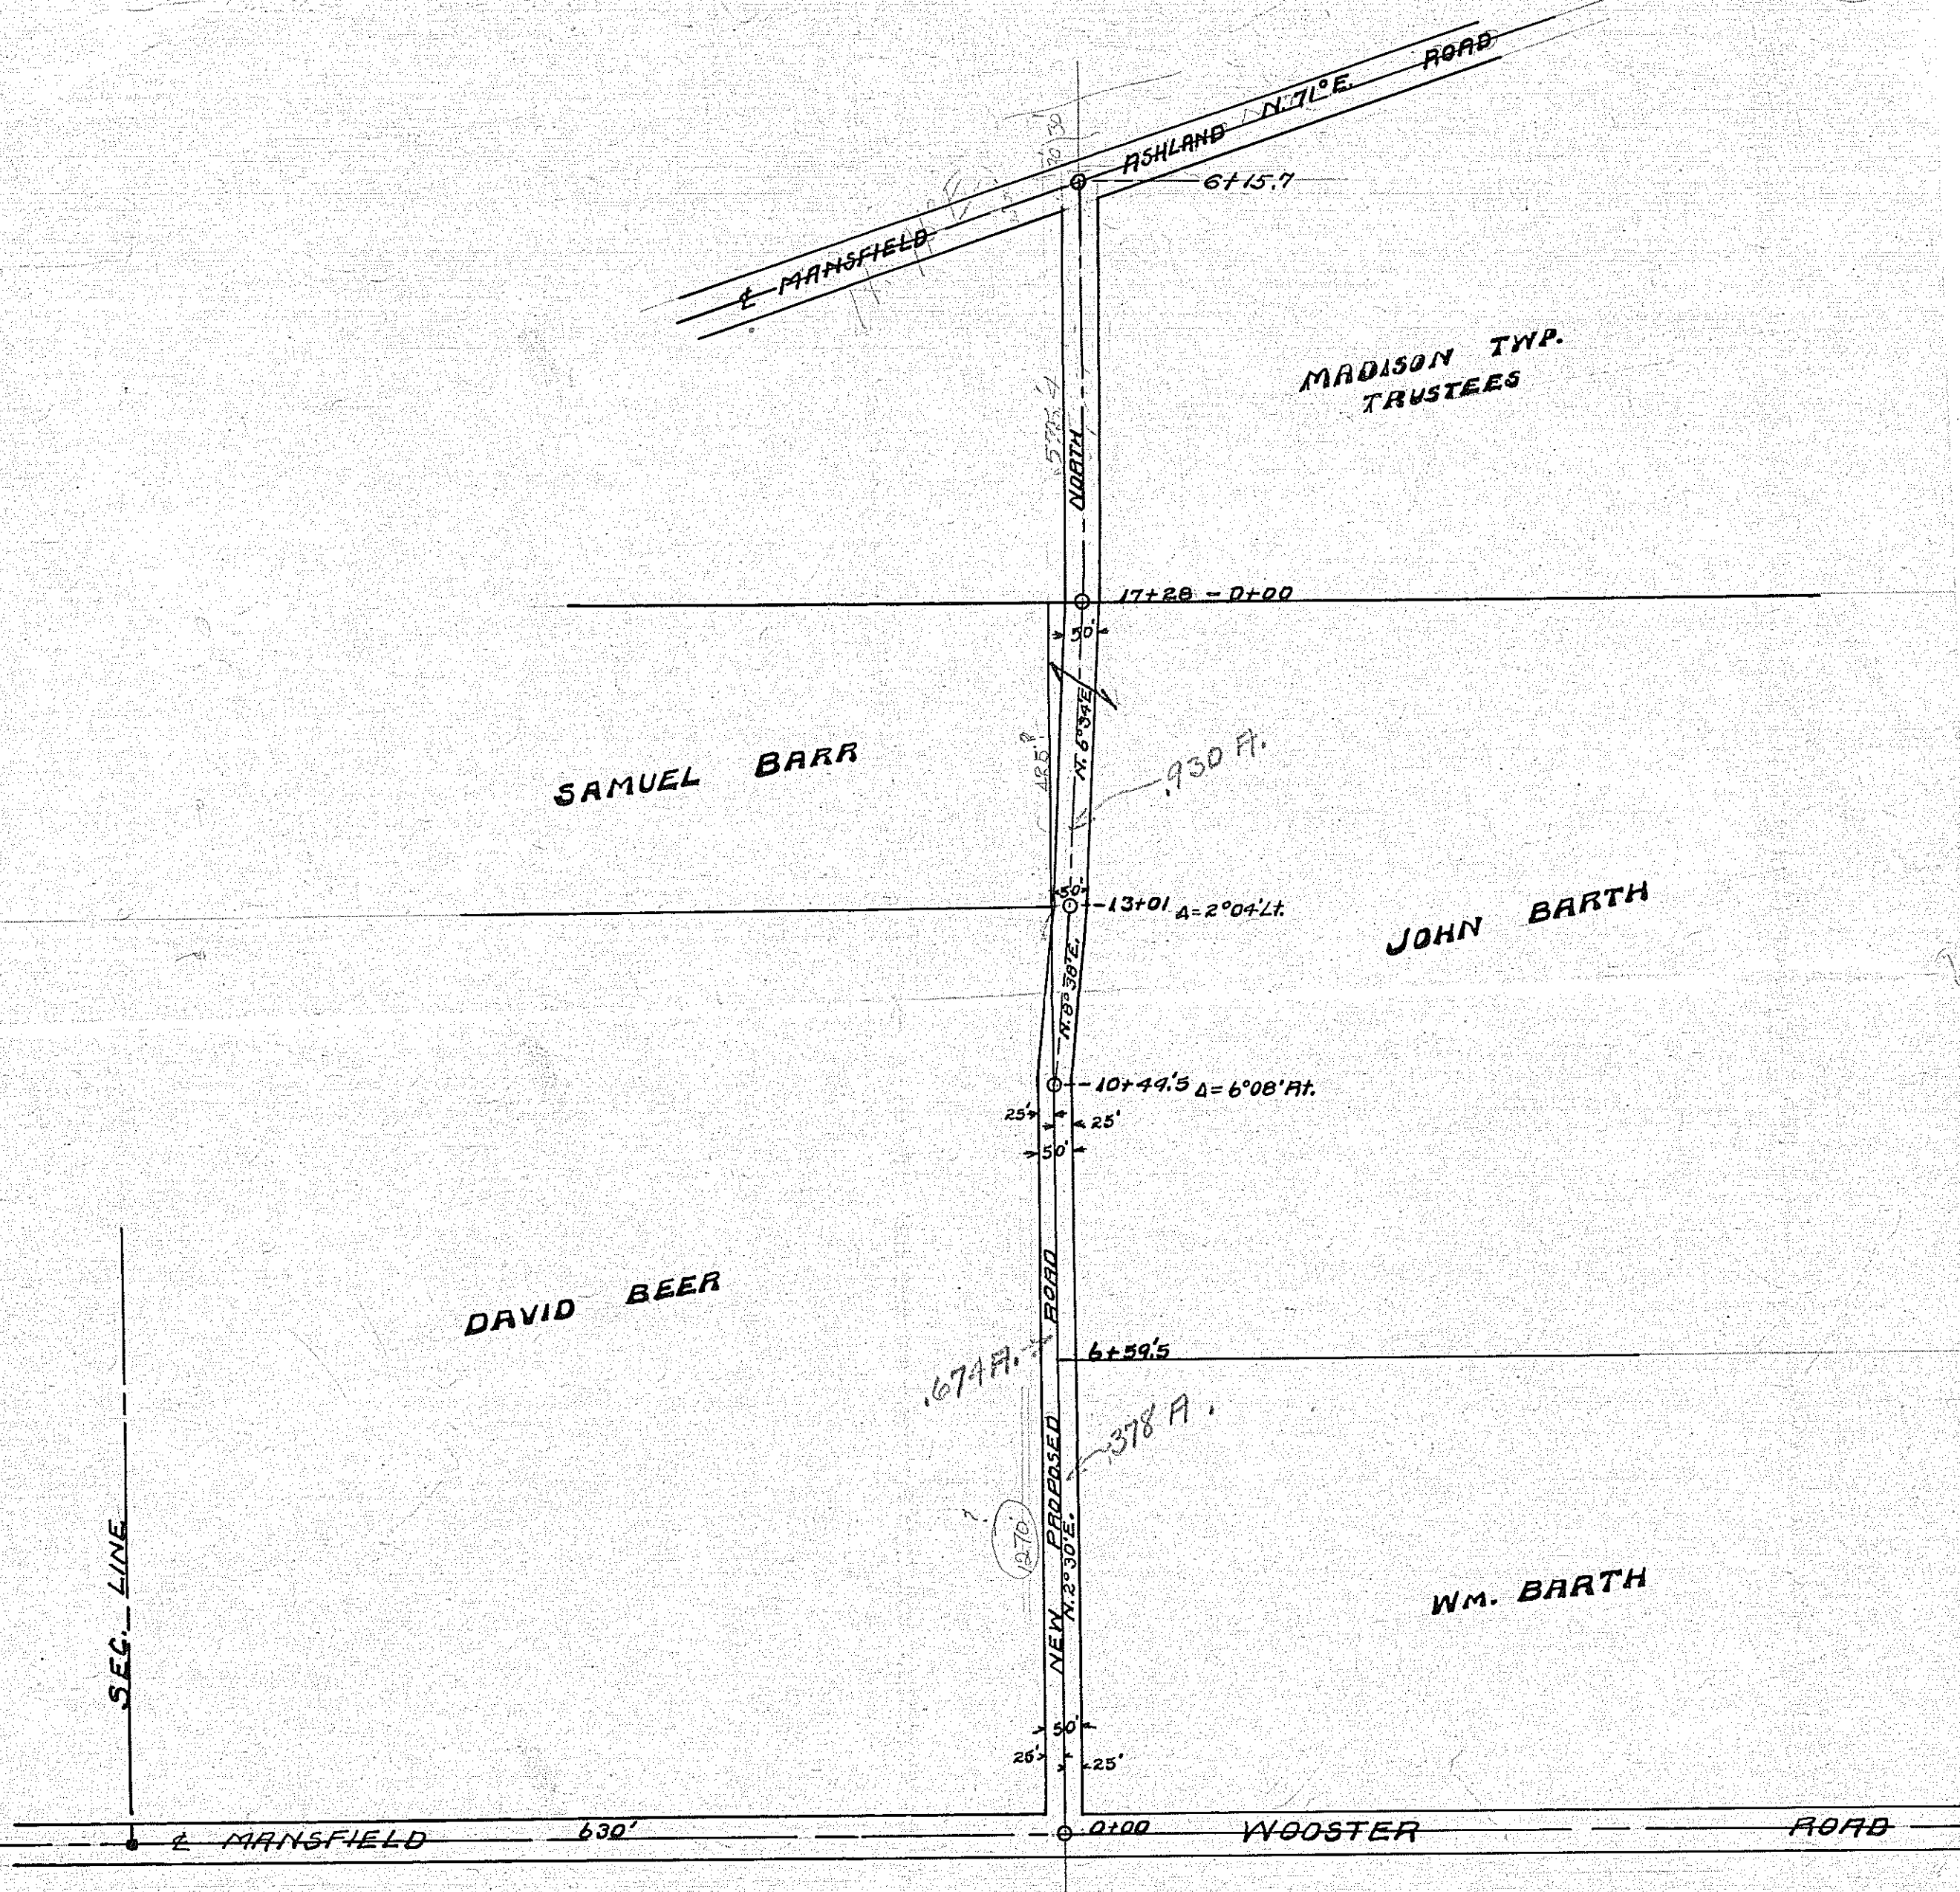 ℄ MANSFIELD ASHLAND N. 71° E. ROAD
6+15.7
30' 30'
MADISON TWP.
TRUSTEES
NORTH
17+28 - 0+00
50'
N. 6°34'E
SAMUEL BARR
.930 A.
50'
13+01 Δ=2°04'Lt.
JOHN BARTH
N. 8°38'E.
10+49.5 Δ=6°08'Rt.
25' 25'
50'
DAVID BEER
6+59.5
.674 A.
.378 A.
NEW PROPOSED ROAD
N. 2°30'E.
1270'
SEC. LINE
WM. BARTH
50'
25' 25'
℄ MANSFIELD 630' 0+00 WOOSTER ROAD